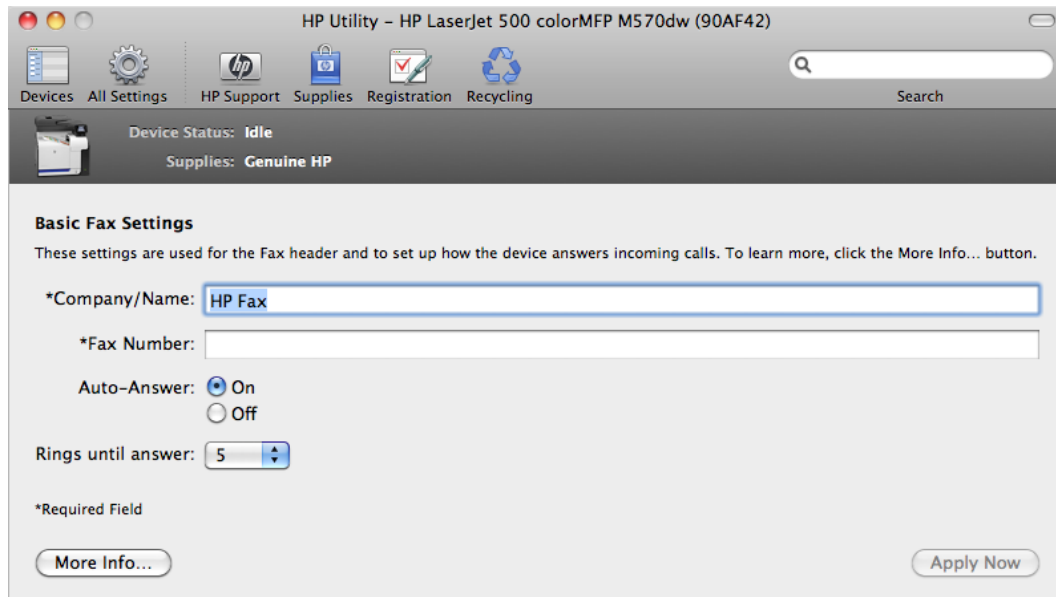 HP Utility – HP LaserJet 500 colorMFP M570dw (90AF42)
Devices All Settings HP Support Supplies Registration Recycling Search
Device Status: Idle
Supplies: Genuine HP
Basic Fax Settings
These settings are used for the Fax header and to set up how the device answers incoming calls. To learn more, click the More Info... button.
*Company/Name: HP Fax
*Fax Number:
Auto-Answer: On
Off
Rings until answer: 5
*Required Field
More Info... Apply Now